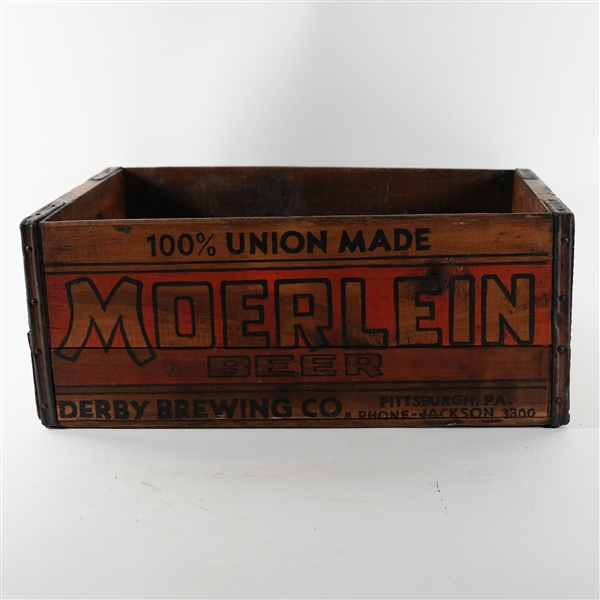 100% UNION MADE
MOERLEIN
BEER
DERBY BREWING CO. PITTSBURGH, PA.
PHONE-JACKSON 3300